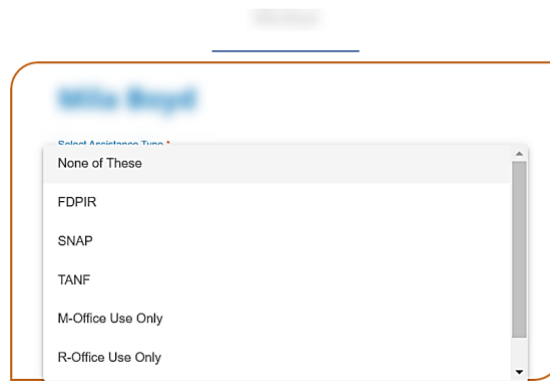 Select Assistance Type *
None of These
FDPIR
SNAP
TANF
M-Office Use Only
R-Office Use Only